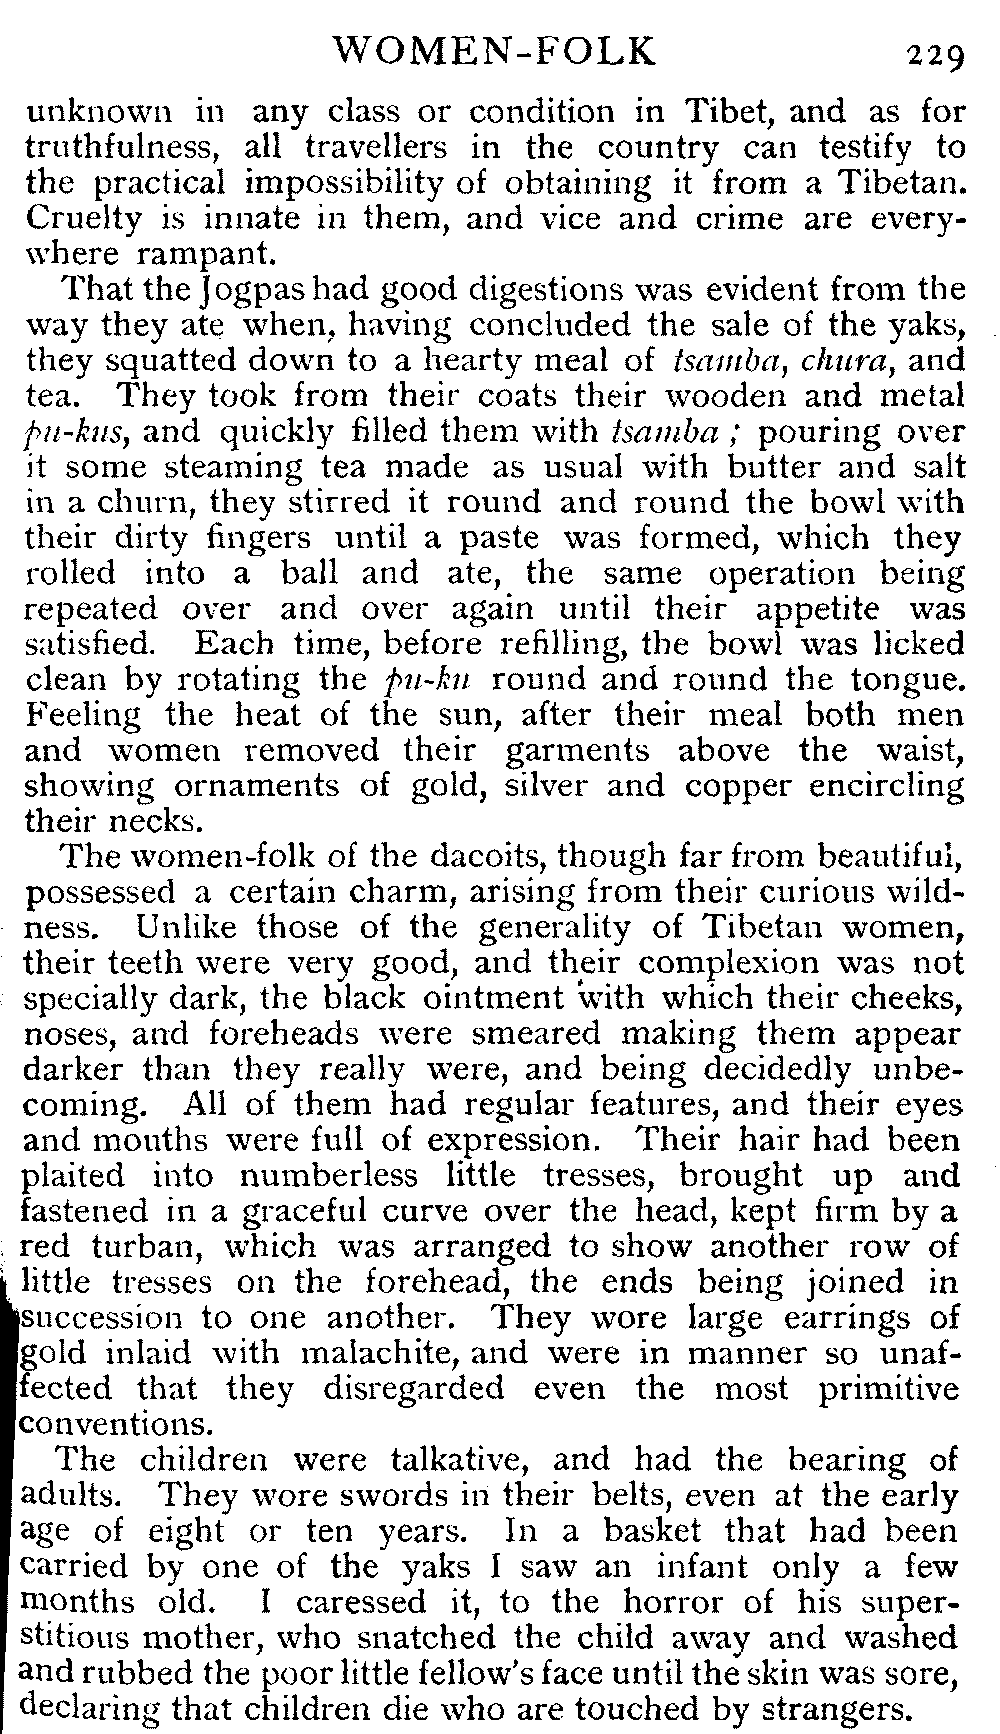 WOMEN-FOLK 229
unknown in any class or condition in Tibet, and as for
truthfulness, all travellers in the country can testify to
the practical impossibility of obtaining it from a Tibetan.
Cruelty is innate in them, and vice and crime are every-
where rampant.
That the Jogpas had good digestions was evident from the
way they ate when, having concluded the sale of the yaks,
they squatted down to a hearty meal of tsamba, chura, and
tea. They took from their coats their wooden and metal
pu-kus, and quickly filled them with tsamba ; pouring over
it some steaming tea made as usual with butter and salt
in a churn, they stirred it round and round the bowl with
their dirty fingers until a paste was formed, which they
rolled into a ball and ate, the same operation being
repeated over and over again until their appetite was
satisfied. Each time, before refilling, the bowl was licked
clean by rotating the pu-ku round and round the tongue.
Feeling the heat of the sun, after their meal both men
and women removed their garments above the waist,
showing ornaments of gold, silver and copper encircling
their necks.
The women-folk of the dacoits, though far from beautiful,
possessed a certain charm, arising from their curious wild-
ness. Unlike those of the generality of Tibetan women,
their teeth were very good, and their complexion was not
specially dark, the black ointment with which their cheeks,
noses, and foreheads were smeared making them appear
darker than they really were, and being decidedly unbe-
coming. All of them had regular features, and their eyes
and mouths were full of expression. Their hair had been
plaited into numberless little tresses, brought up and
fastened in a graceful curve over the head, kept firm by a
red turban, which was arranged to show another row of
little tresses on the forehead, the ends being joined in
succession to one another. They wore large earrings of
gold inlaid with malachite, and were in manner so unaf-
fected that they disregarded even the most primitive
conventions.
The children were talkative, and had the bearing of
adults. They wore swords in their belts, even at the early
age of eight or ten years. In a basket that had been
carried by one of the yaks I saw an infant only a few
months old. I caressed it, to the horror of his super-
stitious mother, who snatched the child away and washed
and rubbed the poor little fellow's face until the skin was sore,
declaring that children die who are touched by strangers.